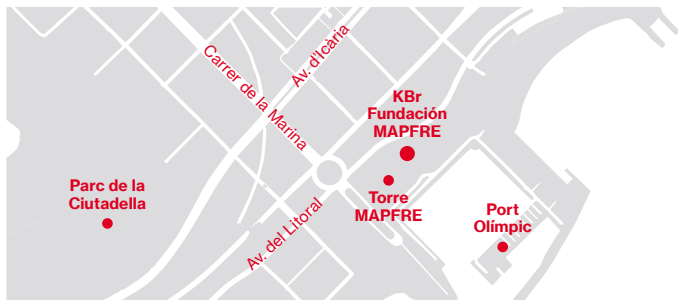 Carrer de la Marina
Av. d'Icària
KBr
Fundación
MAPFRE
Parc de la
Ciutadella
Torre
MAPFRE
Port
Olímpic
Av. del Litoral